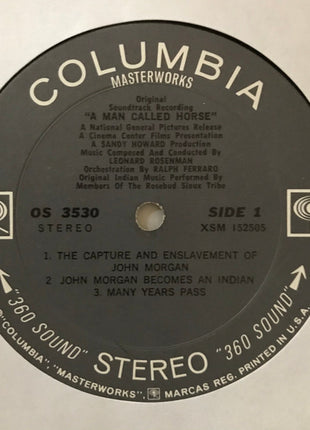 COLUMBIA
MASTERWORKS
Original
Soundtrack Recording
"A MAN CALLED HORSE"
A National General Pictures Release
A Cinema Center Films Presentation
A SANDY HOWARD Production
Music Composed And Conducted By
LEONARD ROSENMAN
Orchestration By RALPH FERRARO
Original Indian Music Performed By
Members Of The Rosebud Sioux Tribe
OS 3530 SIDE 1
STEREO XSM 152505
1. THE CAPTURE AND ENSLAVEMENT OF
JOHN MORGAN
2. JOHN MORGAN BECOMES AN INDIAN
3. MANY YEARS PASS
"360 SOUND" STEREO "360 SOUND"
"COLUMBIA", "MASTERWORKS", MARCAS REG. PRINTED IN U.S.A.